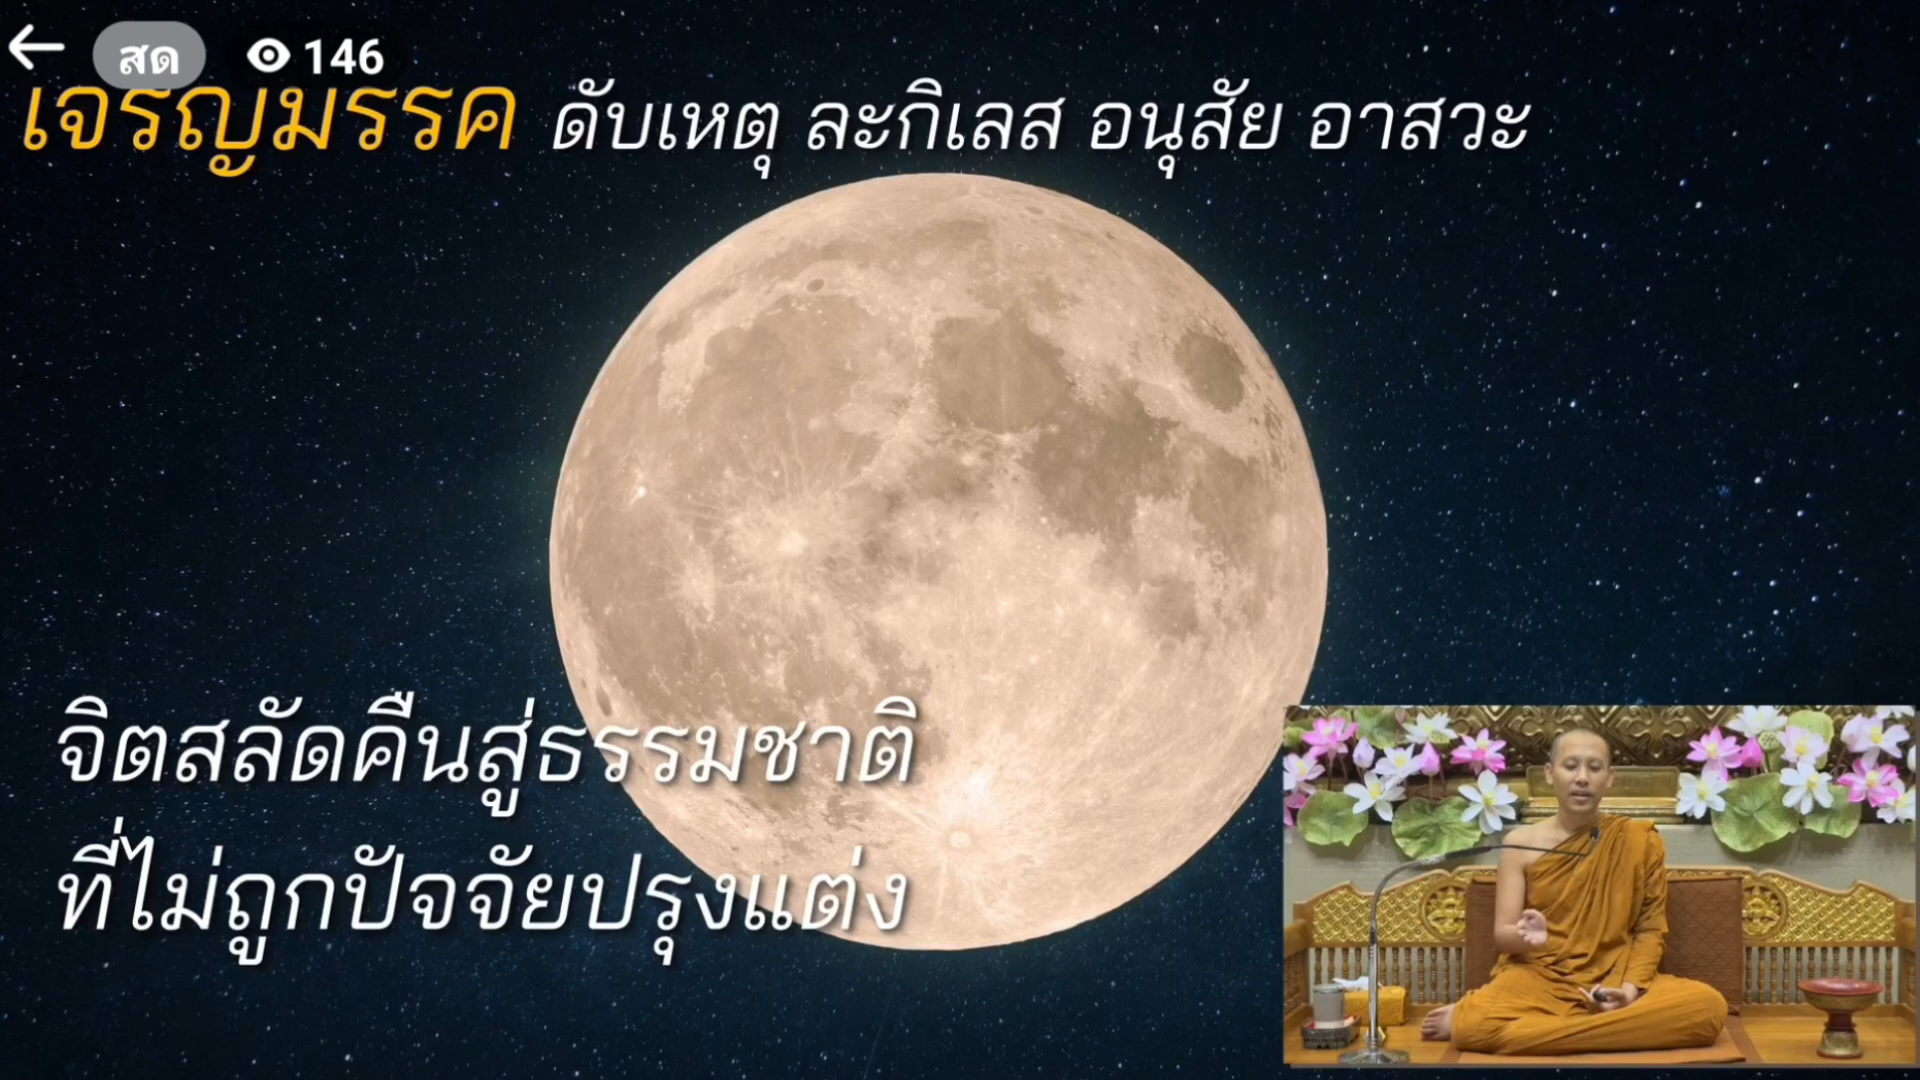 สด 146
เจริญมรรค ดับเหตุ ละกิเลส อนุสัย อาสวะ
จิตสลัดคืนสู่ธรรมชาติ
ที่ไม่ถูกปัจจัยปรุงแต่ง